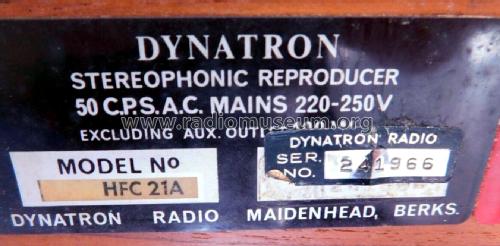 DYNATRON
STEREOPHONIC REPRODUCER
50 C.P.S. A.C. MAINS 220-250V
EXCLUDING AUX. OUTL
www.radiomuseum.org
DYNATRON RADIO
SER. NO. 241966
MODEL No
HFC 21A
DYNATRON RADIO MAIDENHEAD, BERKS.